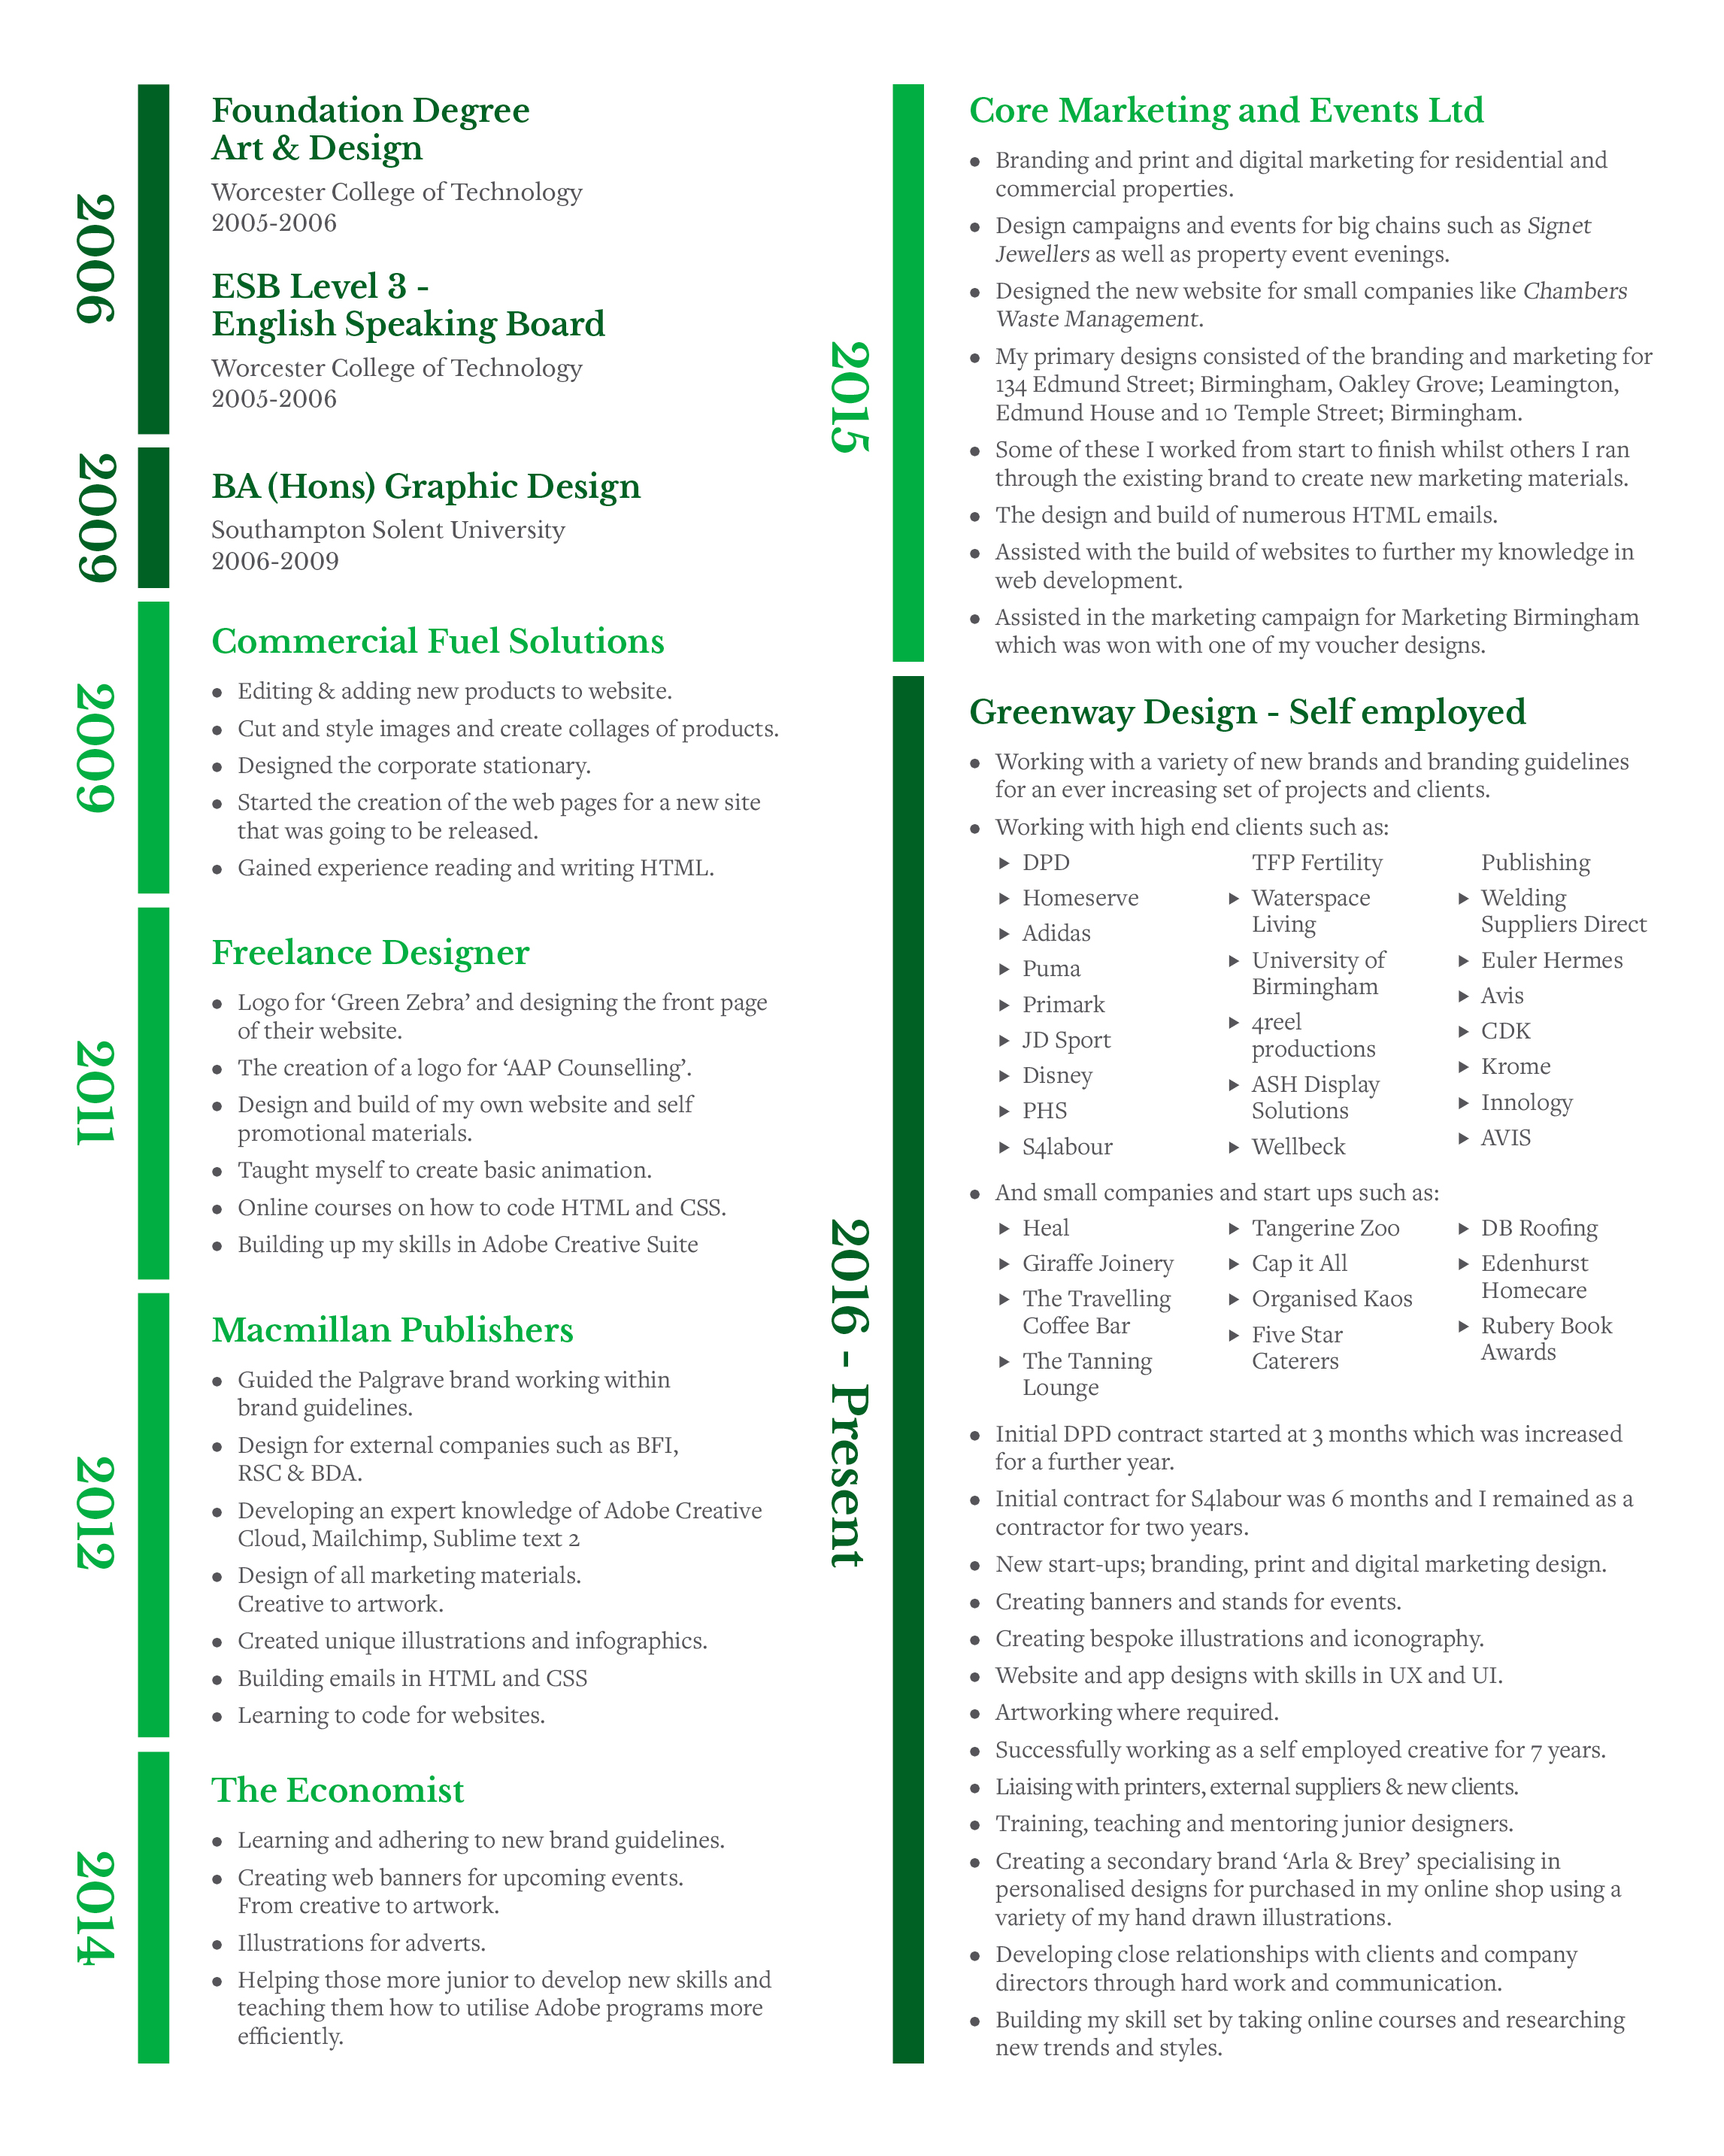 2006
Foundation Degree
Art & Design
Worcester College of Technology
2005-2006
ESB Level 3 -
English Speaking Board
Worcester College of Technology
2005-2006
2009
BA (Hons) Graphic Design
Southampton Solent University
2006-2009
2009
Commercial Fuel Solutions
• Editing & adding new products to website.
• Cut and style images and create collages of products.
• Designed the corporate stationary.
• Started the creation of the web pages for a new site
that was going to be released.
• Gained experience reading and writing HTML.
2011
Freelance Designer
• Logo for ‘Green Zebra’ and designing the front page
of their website.
• The creation of a logo for ‘AAP Counselling’.
• Design and build of my own website and self
promotional materials.
• Taught myself to create basic animation.
• Online courses on how to code HTML and CSS.
• Building up my skills in Adobe Creative Suite
2012
Macmillan Publishers
• Guided the Palgrave brand working within
brand guidelines.
• Design for external companies such as BFI,
RSC & BDA.
• Developing an expert knowledge of Adobe Creative
Cloud, Mailchimp, Sublime text 2
• Design of all marketing materials.
Creative to artwork.
• Created unique illustrations and infographics.
• Building emails in HTML and CSS
• Learning to code for websites.
2014
The Economist
• Learning and adhering to new brand guidelines.
• Creating web banners for upcoming events.
From creative to artwork.
• Illustrations for adverts.
• Helping those more junior to develop new skills and
teaching them how to utilise Adobe programs more
efficiently.
2015
Core Marketing and Events Ltd
• Branding and print and digital marketing for residential and
commercial properties.
• Design campaigns and events for big chains such as Signet
Jewellers as well as property event evenings.
• Designed the new website for small companies like Chambers
Waste Management.
• My primary designs consisted of the branding and marketing for
134 Edmund Street; Birmingham, Oakley Grove; Leamington,
Edmund House and 10 Temple Street; Birmingham.
• Some of these I worked from start to finish whilst others I ran
through the existing brand to create new marketing materials.
• The design and build of numerous HTML emails.
• Assisted with the build of websites to further my knowledge in
web development.
• Assisted in the marketing campaign for Marketing Birmingham
which was won with one of my voucher designs.
2016 - Present
Greenway Design - Self employed
• Working with a variety of new brands and branding guidelines
for an ever increasing set of projects and clients.
• Working with high end clients such as:
▶ DPD
▶ Homeserve
▶ Adidas
▶ Puma
▶ Primark
▶ JD Sport
▶ Disney
▶ PHS
▶ S4labour
TFP Fertility
▶ Waterspace
Living
▶ University of
Birmingham
▶ 4reel
productions
▶ ASH Display
Solutions
▶ Wellbeck
Publishing
▶ Welding
Suppliers Direct
▶ Euler Hermes
▶ Avis
▶ CDK
▶ Krome
▶ Innology
▶ AVIS
• And small companies and start ups such as:
▶ Heal
▶ Giraffe Joinery
▶ The Travelling
Coffee Bar
▶ The Tanning
Lounge
▶ Tangerine Zoo
▶ Cap it All
▶ Organised Kaos
▶ Five Star
Caterers
▶ DB Roofing
▶ Edenhurst
Homecare
▶ Rubery Book
Awards
• Initial DPD contract started at 3 months which was increased
for a further year.
• Initial contract for S4labour was 6 months and I remained as a
contractor for two years.
• New start-ups; branding, print and digital marketing design.
• Creating banners and stands for events.
• Creating bespoke illustrations and iconography.
• Website and app designs with skills in UX and UI.
• Artworking where required.
• Successfully working as a self employed creative for 7 years.
• Liaising with printers, external suppliers & new clients.
• Training, teaching and mentoring junior designers.
• Creating a secondary brand ‘Arla & Brey’ specialising in
personalised designs for purchased in my online shop using a
variety of my hand drawn illustrations.
• Developing close relationships with clients and company
directors through hard work and communication.
• Building my skill set by taking online courses and researching
new trends and styles.